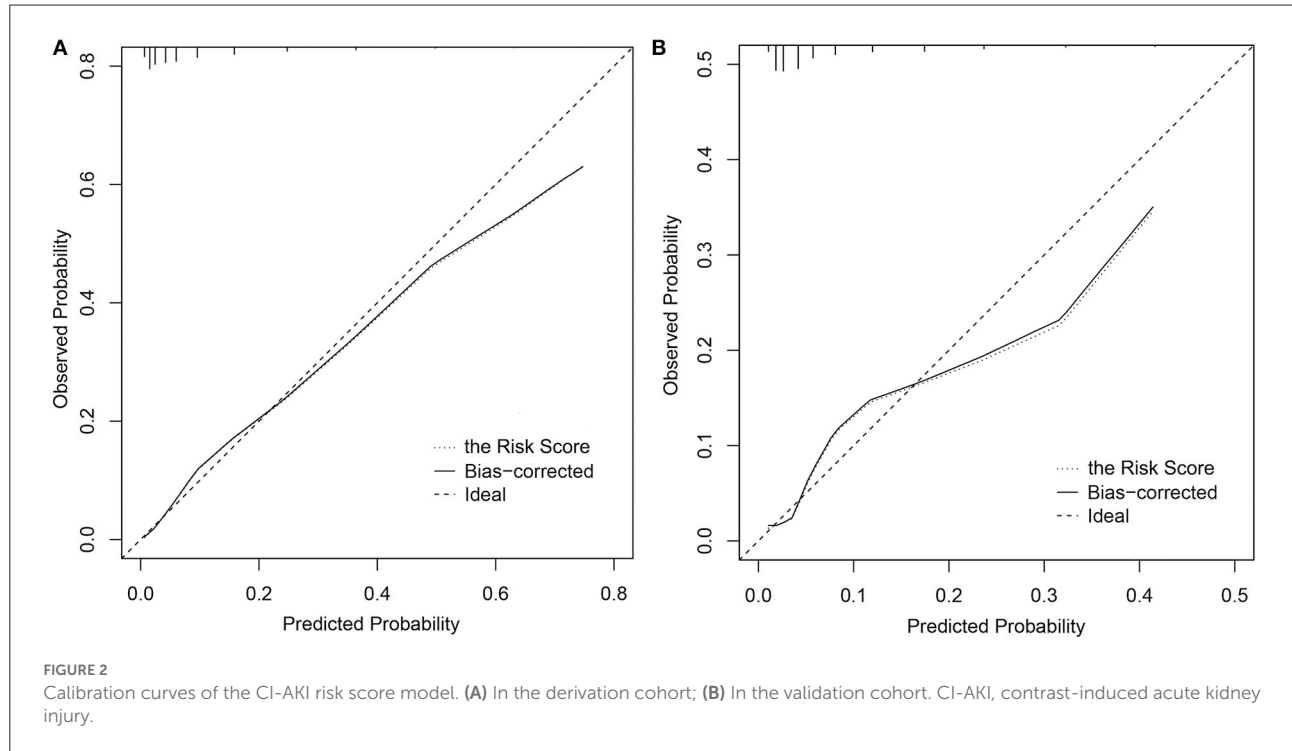 A
0.8
0.6
0.4
0.2
0.0
Observed Probability
the Risk Score
Bias−corrected
Ideal
0.0 0.2 0.4 0.6 0.8
Predicted Probability
B
0.5
0.4
0.3
0.2
0.1
0.0
Observed Probability
the Risk Score
Bias−corrected
Ideal
0.0 0.1 0.2 0.3 0.4 0.5
Predicted Probability
FIGURE 2
Calibration curves of the CI-AKI risk score model. (A) In the derivation cohort; (B) In the validation cohort. CI-AKI, contrast-induced acute kidney
injury.